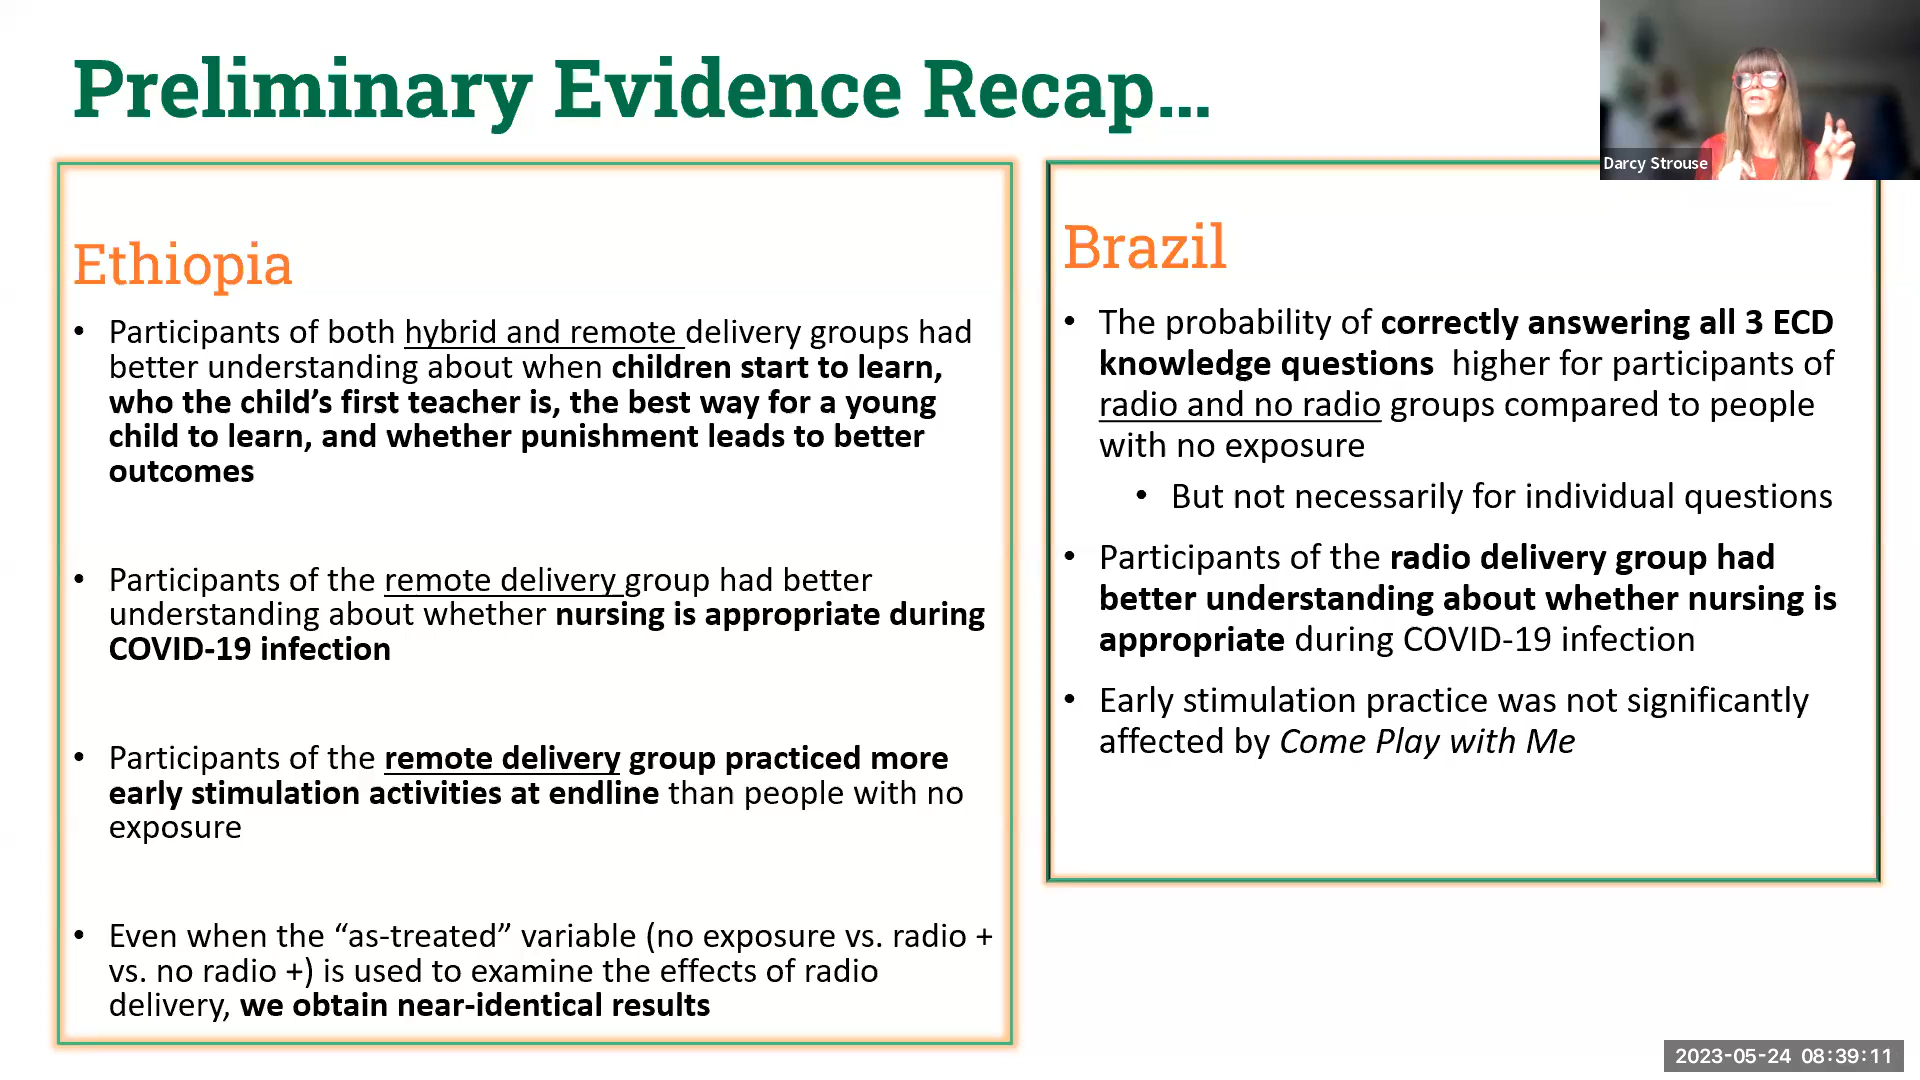 Preliminary Evidence Recap...
Darcy Strouse
Ethiopia
• Participants of both hybrid and remote delivery groups had
better understanding about when children start to learn,
who the child’s first teacher is, the best way for a young
child to learn, and whether punishment leads to better
outcomes
• Participants of the remote delivery group had better
understanding about whether nursing is appropriate during
COVID-19 infection
• Participants of the remote delivery group practiced more
early stimulation activities at endline than people with no
exposure
• Even when the “as-treated” variable (no exposure vs. radio +
vs. no radio +) is used to examine the effects of radio
delivery, we obtain near-identical results
Brazil
• The probability of correctly answering all 3 ECD
knowledge questions higher for participants of
radio and no radio groups compared to people
with no exposure
• But not necessarily for individual questions
• Participants of the radio delivery group had
better understanding about whether nursing is
appropriate during COVID-19 infection
• Early stimulation practice was not significantly
affected by Come Play with Me
2023-05-24 08:39:11